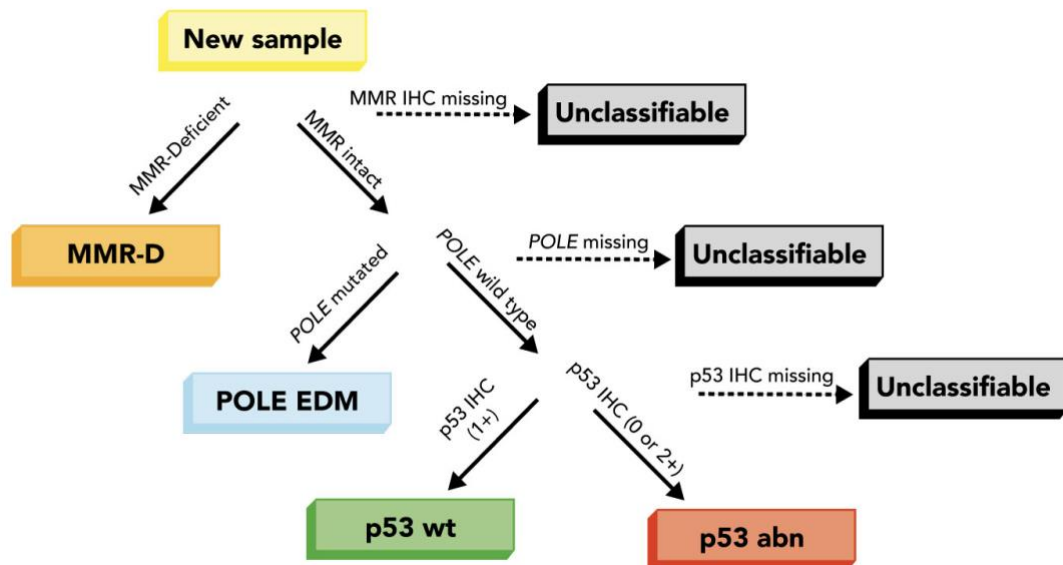 New sample
MMR IHC missing
Unclassifiable
MMR-Deficient
MMR intact
MMR-D
POLE missing
Unclassifiable
POLE mutated
POLE wild type
POLE EDM
p53 IHC missing
Unclassifiable
p53 IHC
(1+)
p53 IHC (0 or 2+)
p53 wt
p53 abn